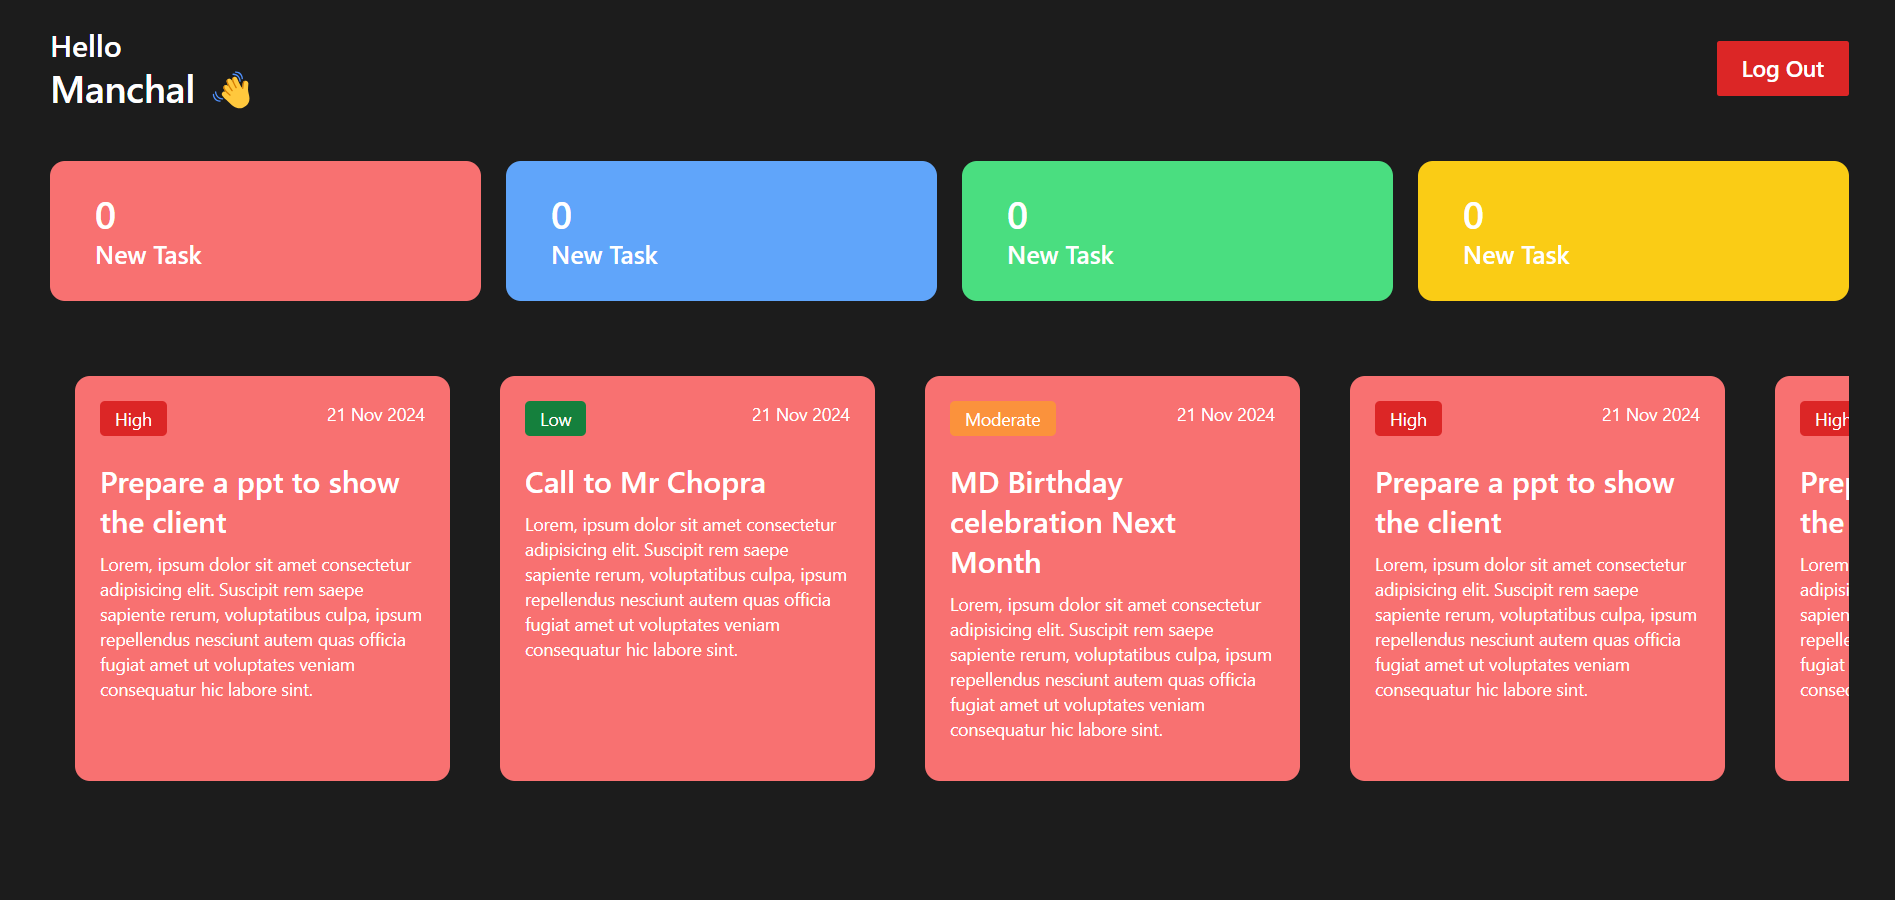 Hello
Manchal 👋
Log Out
0
New Task
0
New Task
0
New Task
0
New Task
High
21 Nov 2024
Prepare a ppt to show
the client
Lorem, ipsum dolor sit amet consectetur
adipisicing elit. Suscipit rem saepe
sapiente rerum, voluptatibus culpa, ipsum
repellendus nesciunt autem quas officia
fugiat amet ut voluptates veniam
consequatur hic labore sint.
Low
21 Nov 2024
Call to Mr Chopra
Lorem, ipsum dolor sit amet consectetur
adipisicing elit. Suscipit rem saepe
sapiente rerum, voluptatibus culpa, ipsum
repellendus nesciunt autem quas officia
fugiat amet ut voluptates veniam
consequatur hic labore sint.
Moderate
21 Nov 2024
MD Birthday
celebration Next
Month
Lorem, ipsum dolor sit amet consectetur
adipisicing elit. Suscipit rem saepe
sapiente rerum, voluptatibus culpa, ipsum
repellendus nesciunt autem quas officia
fugiat amet ut voluptates veniam
consequatur hic labore sint.
High
21 Nov 2024
Prepare a ppt to show
the client
Lorem, ipsum dolor sit amet consectetur
adipisicing elit. Suscipit rem saepe
sapiente rerum, voluptatibus culpa, ipsum
repellendus nesciunt autem quas officia
fugiat amet ut voluptates veniam
consequatur hic labore sint.
High
the
Lorem
fugiat